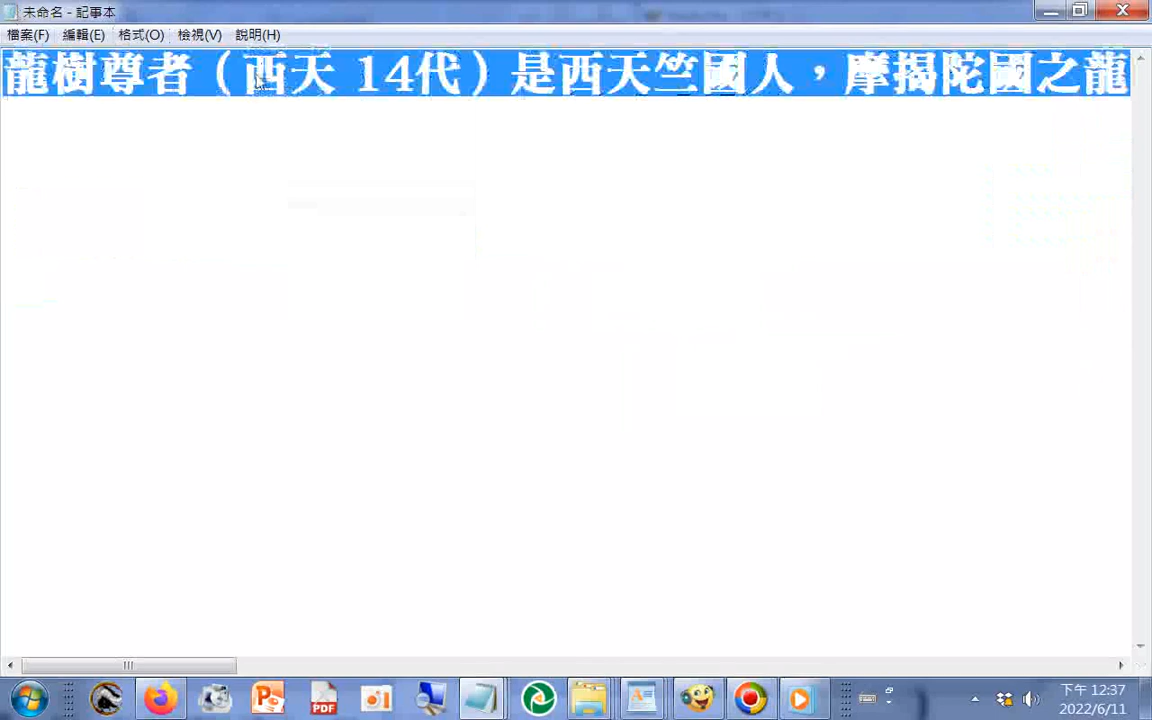 未命名 - 記事本
檔案(F) 編輯(E) 格式(O) 檢視(V) 說明(H)
龍樹尊者（西天 14代）是西天竺國人，摩揭陀國之龍
PDF
下午 12:37
2022/6/11